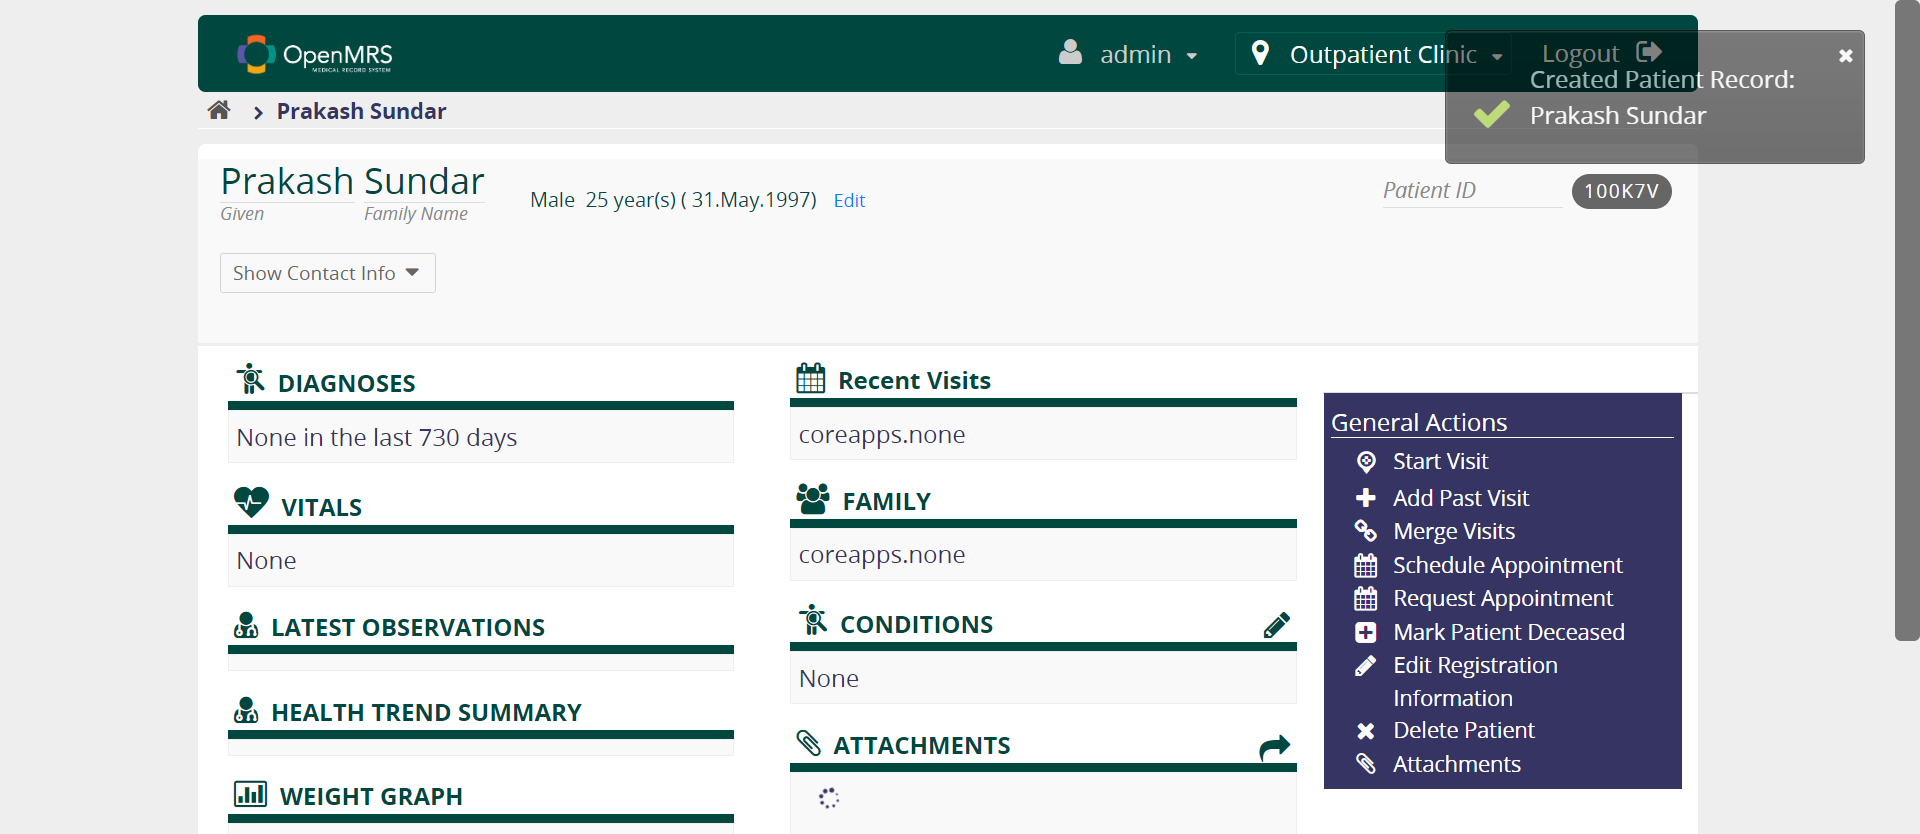 OpenMRS
MEDICAL RECORD SYSTEM
admin
Outpatient Clinic
Logout
Created Patient Record:
Prakash Sundar
Prakash Sundar
Prakash Sundar
Given Family Name
Male 25 year(s) ( 31.May.1997) Edit
Patient ID 100K7V
Show Contact Info
DIAGNOSES
None in the last 730 days
VITALS
None
LATEST OBSERVATIONS
HEALTH TREND SUMMARY
WEIGHT GRAPH
Recent Visits
coreapps.none
FAMILY
coreapps.none
CONDITIONS
None
ATTACHMENTS
General Actions
Start Visit
Add Past Visit
Merge Visits
Schedule Appointment
Request Appointment
Mark Patient Deceased
Edit Registration
Information
Delete Patient
Attachments